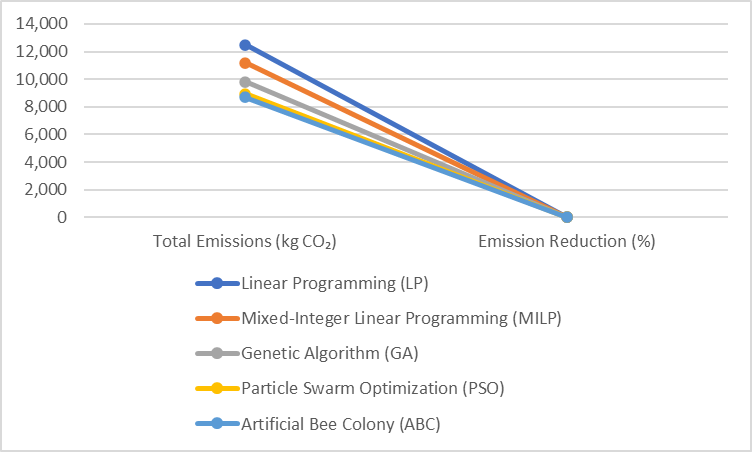 14,000
12,000
10,000
8,000
6,000
4,000
2,000
0
Total Emissions (kg CO₂)
Emission Reduction (%)
Linear Programming (LP)
Mixed-Integer Linear Programming (MILP)
Genetic Algorithm (GA)
Particle Swarm Optimization (PSO)
Artificial Bee Colony (ABC)